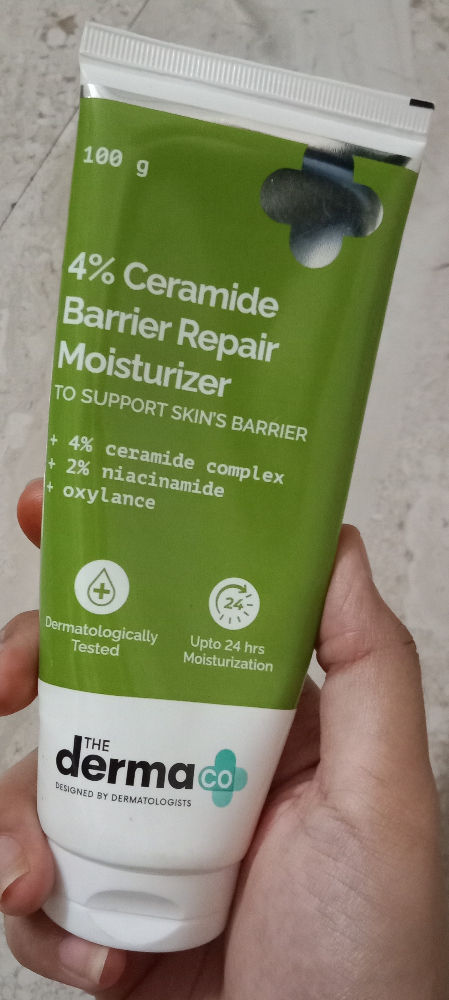 100 g
4% Ceramide
Barrier Repair
Moisturizer
TO SUPPORT SKIN'S BARRIER
+ 4% ceramide complex
+ 2% niacinamide
+ oxylance
Dermatologically
Tested
24
Upto 24 hrs
Moisturization
THE
derma co
DESIGNED BY DERMATOLOGISTS